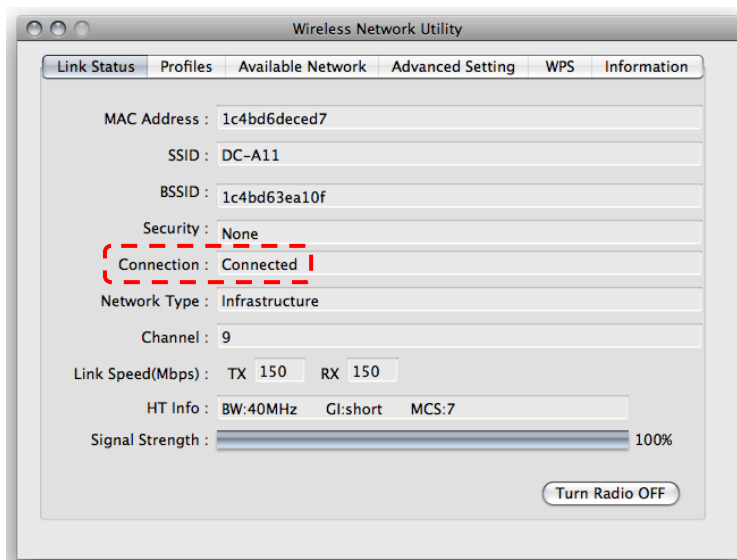 Wireless Network Utility
Link Status Profiles Available Network Advanced Setting WPS Information
MAC Address : 1c4bd6deced7
SSID : DC-A11
BSSID : 1c4bd63ea10f
Security : None
Connection : Connected
Network Type : Infrastructure
Channel : 9
Link Speed(Mbps) : TX 150 RX 150
HT Info : BW:40MHz GI:short MCS:7
Signal Strength : 100%
Turn Radio OFF